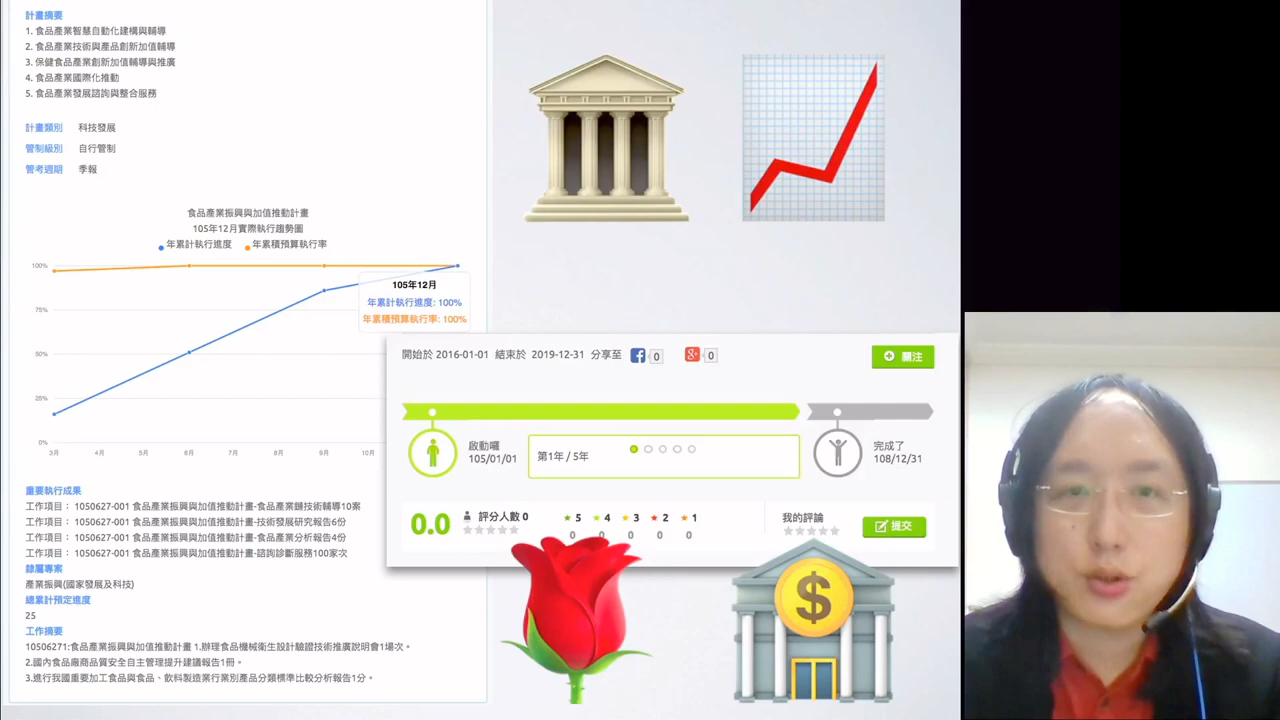 計畫摘要
1. 食品產業智慧自動化建構與輔導
2. 食品產業技術與產品創新加值輔導
3. 保健食品產業創新加值輔導與推廣
4. 食品產業國際化推動
5. 食品產業發展諮詢與整合服務
計畫類別 科技發展
管制級別 自行管制
管考週期 季報
食品產業振興與加值推動計畫
105年12月實際執行趨勢圖
年累計執行進度 年累積預算執行率
100%
75%
50%
25%
0%
3月 4月 5月 6月 7月 8月 9月 10月
105年12月
年累計執行進度: 100%
年累積預算執行率: 100%
重要執行成果
工作項目： 1050627-001 食品產業振興與加值推動計畫-食品產業鏈技術輔導10案
工作項目： 1050627-001 食品產業振興與加值推動計畫-技術發展研究報告6份
工作項目： 1050627-001 食品產業振興與加值推動計畫-食品產業分析報告4份
工作項目： 1050627-001 食品產業振興與加值推動計畫-諮詢診斷服務100家次
隸屬專案
產業振興(國家發展及科技)
總累計預定進度
25
工作摘要
10506271:食品產業振興與加值推動計畫 1.辦理食品機械衛生設計驗證技術推廣說明會1場次。
2.國內食品廠商品質安全自主管理提升建議報告1冊。
3.進行我國重要加工食品與食品、飲料製造業行業別產品分類標準比較分析報告1分。
開始於 2016-01-01 結束於 2019-12-31 分享至 0 0
關注
啟動囉
105/01/01
第1年 / 5年
完成了
108/12/31
0.0 評分人數 0
5 4 3 2 1
0 0 0 0 0
我的評論
提交
$